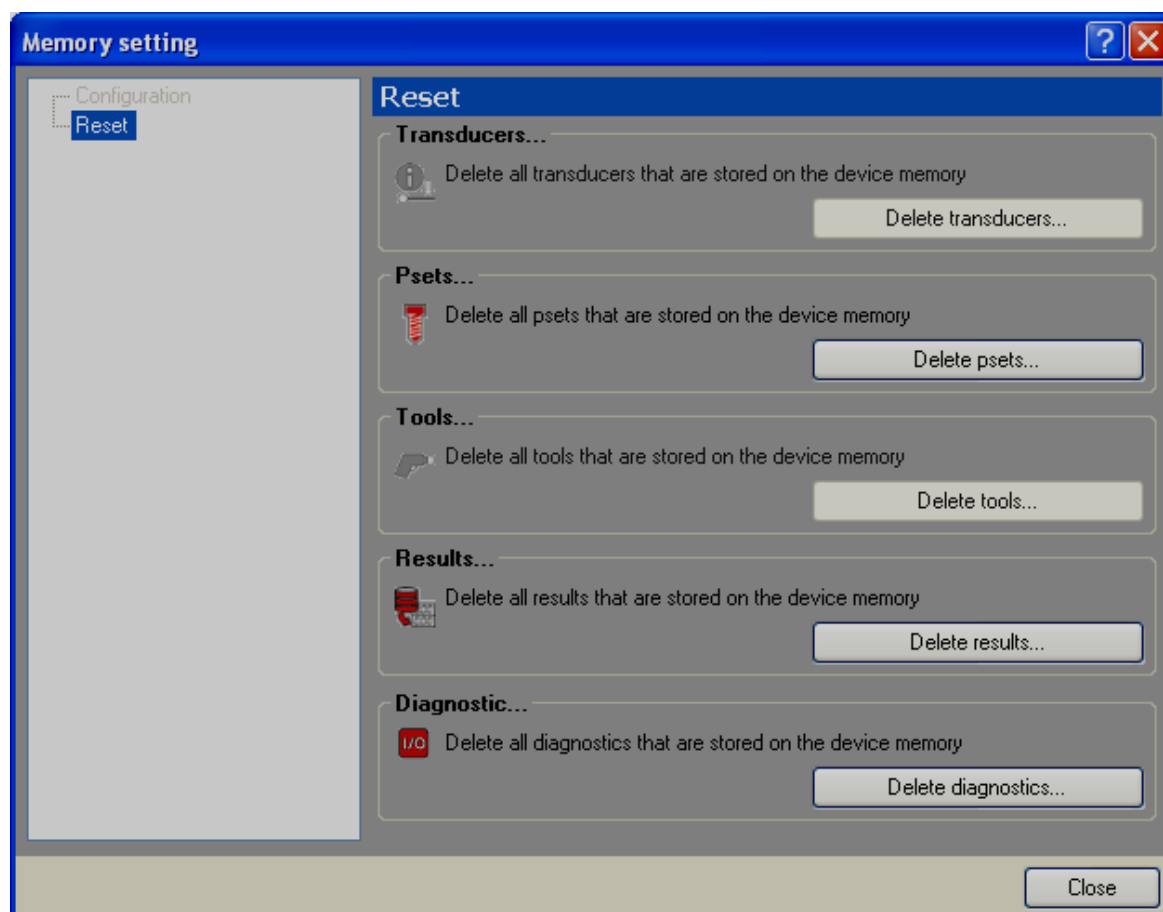 Memory setting
Configuration
Reset
Reset
Transducers...
Delete all transducers that are stored on the device memory
Delete transducers...
Psets...
Delete all psets that are stored on the device memory
Delete psets...
Tools...
Delete all tools that are stored on the device memory
Delete tools...
Results...
Delete all results that are stored on the device memory
Delete results...
Diagnostic...
I/O
Delete all diagnostics that are stored on the device memory
Delete diagnostics...
Close